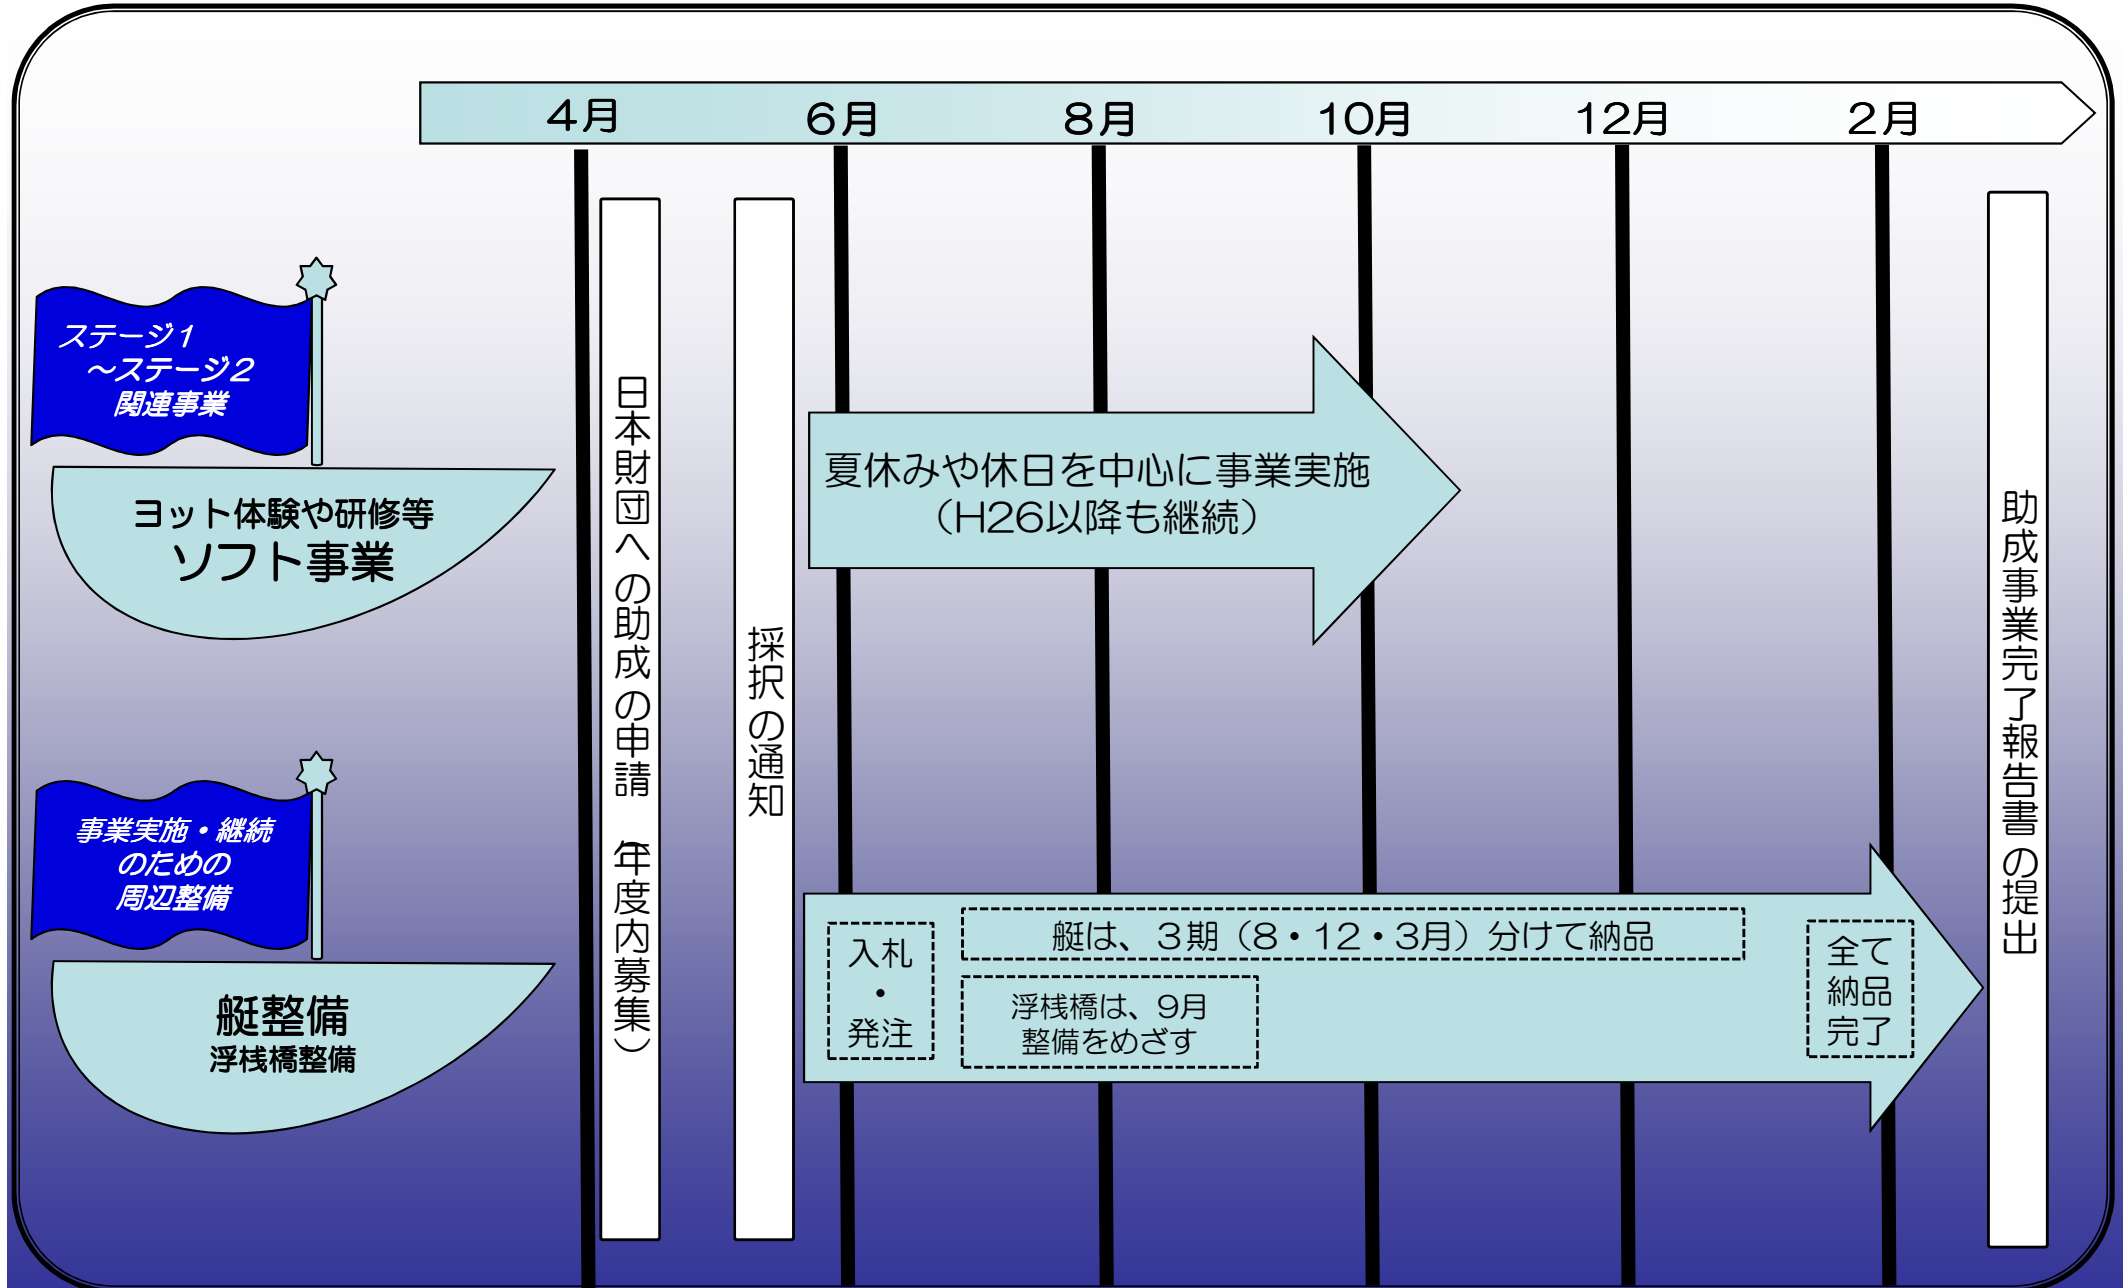 4月
6月
8月
10月
12月
2月
ステージ1
～ステージ2
関連事業
ヨット体験や研修等
ソフト事業
事業実施・継続
のための
周辺整備
艇整備
浮桟橋整備
日本財団への助成の申請（年度内募集）
採択の通知
夏休みや休日を中心に事業実施
（H26以降も継続）
入札
・
発注
艇は、3期（8・12・3月）分けて納品
浮桟橋は、9月
整備をめざす
全て
納品
完了
助成事業完了報告書の提出